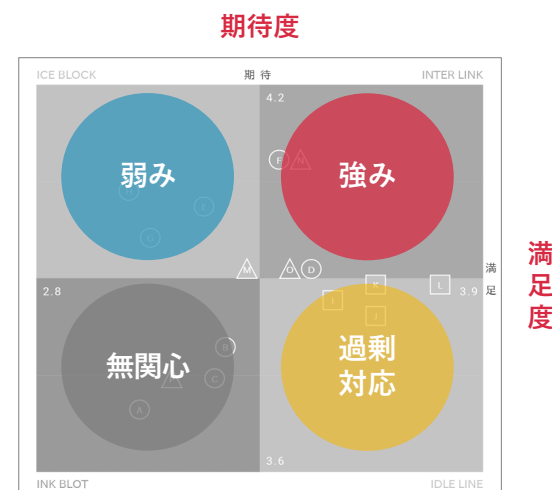 期待度
ICE BLOCK
期 待
INTER LINK
4.2
F
N
弱み
強み
E
G
M
O
D
満
足
満
足
度
2.8
K
L
3.9
I
J
B
無関心
過剰
対応
C
A
3.6
INK BLOT
IDLE LINE